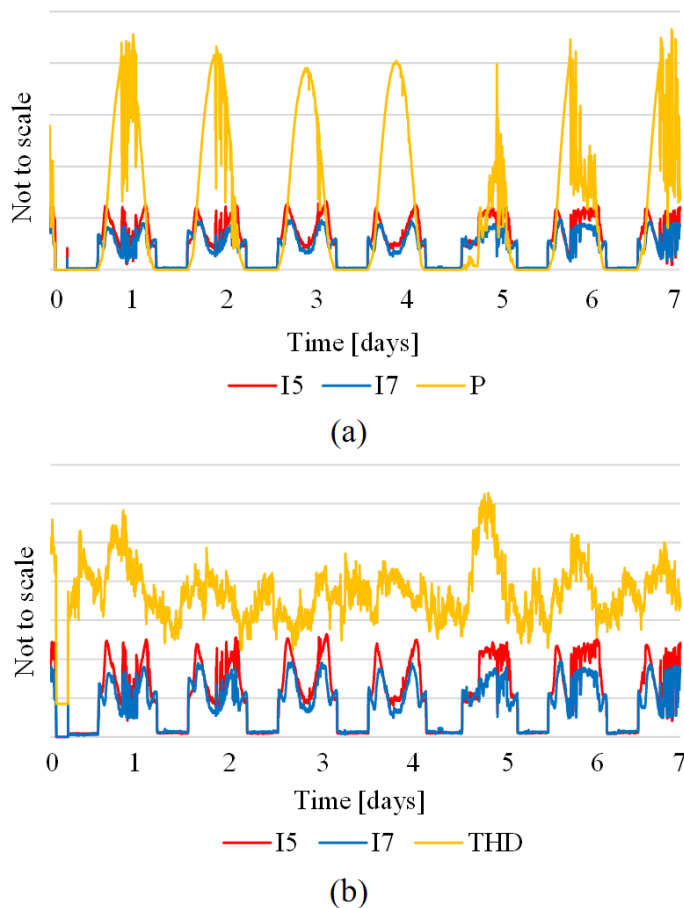 Not to scale
0 1 2 3 4 5 6 7
Time [days]
I5 I7 P
(a)
Not to scale
0 1 2 3 4 5 6 7
Time [days]
I5 I7 THD
(b)